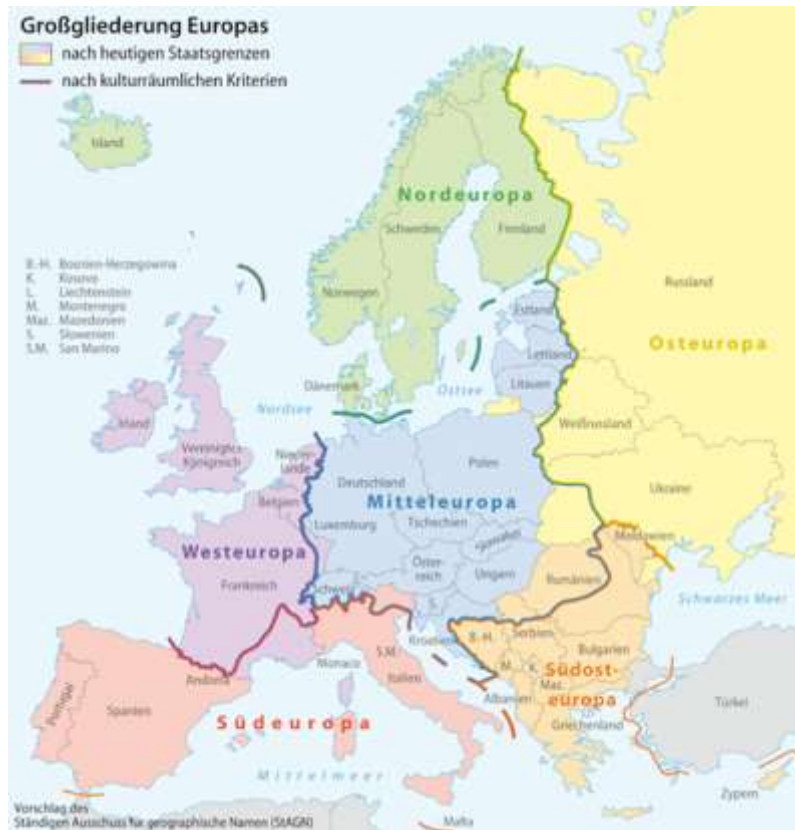 Großgliederung Europas
nach heutigen Staatsgrenzen
nach kulturräumlichen Kriterien
Island
Nordeuropa
Schweden
Finnland
Norwegen
Russland
B.-H. Bosnien-Herzegowina
K. Kosovo
L. Liechtenstein
M. Montenegro
Maz. Mazedonien
S. Slowenien
S.M. San Marino
Estland
Osteuropa
Lettland
Dänemark
Ostsee
Litauen
Nordsee
Irland
Weißrussland
Vereinigtes
Königreich
Nieder-
lande
Polen
Deutschland
Ukraine
Belgien
Mitteleuropa
Luxemburg
Tschechien
Slowakei
Moldawien
Westeuropa
Öster-
reich
Ungarn
Rumänien
Frankreich
Schweiz
S.
Schwarzes Meer
Kroatien
B.-H.
Serbien
Monaco
S.M.
Bulgarien
Andorra
Italien
M.
K.
Maz.
Südost-
europa
Portugal
Spanien
Albanien
Türkei
Südeuropa
Griechenland
Mittelmeer
Zypern
Vorschlag des
Ständigen Ausschuss für geographische Namen (StAGN)
Malta